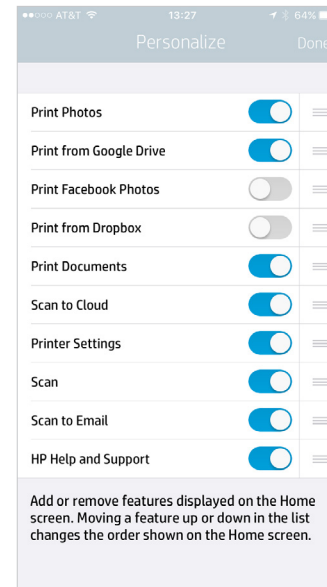 AT&T 13:27 64%
Personalize Done
Print Photos
Print from Google Drive
Print Facebook Photos
Print from Dropbox
Print Documents
Scan to Cloud
Printer Settings
Scan
Scan to Email
HP Help and Support
Add or remove features displayed on the Home
screen. Moving a feature up or down in the list
changes the order shown on the Home screen.